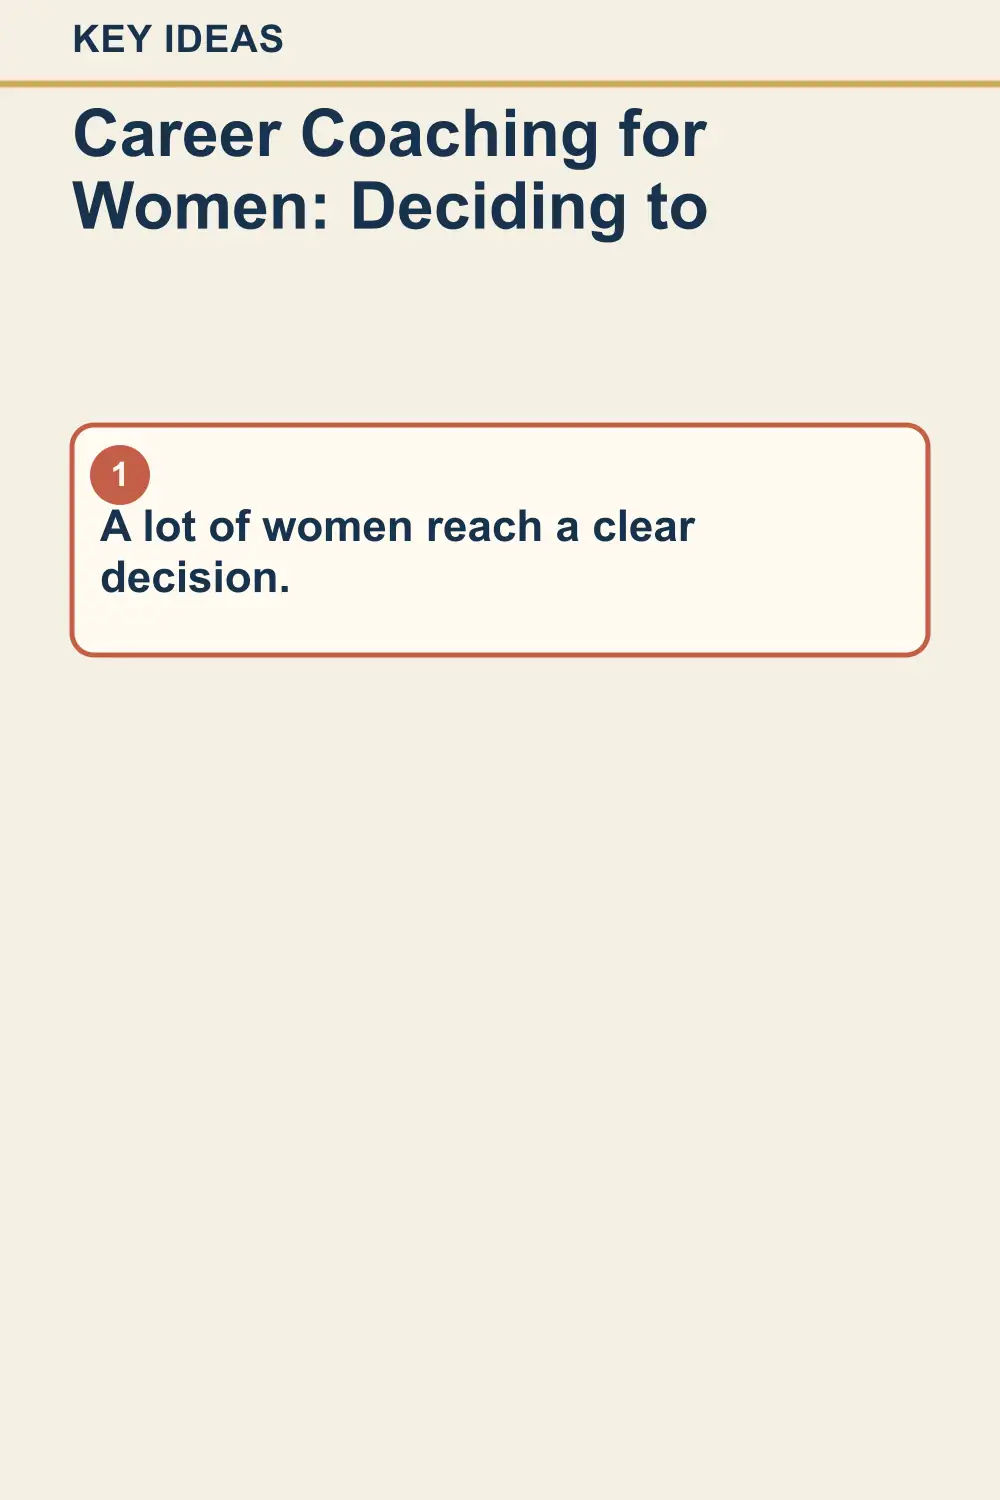 KEY IDEAS
Career Coaching for
Women: Deciding to
1
A lot of women reach a clear
decision.